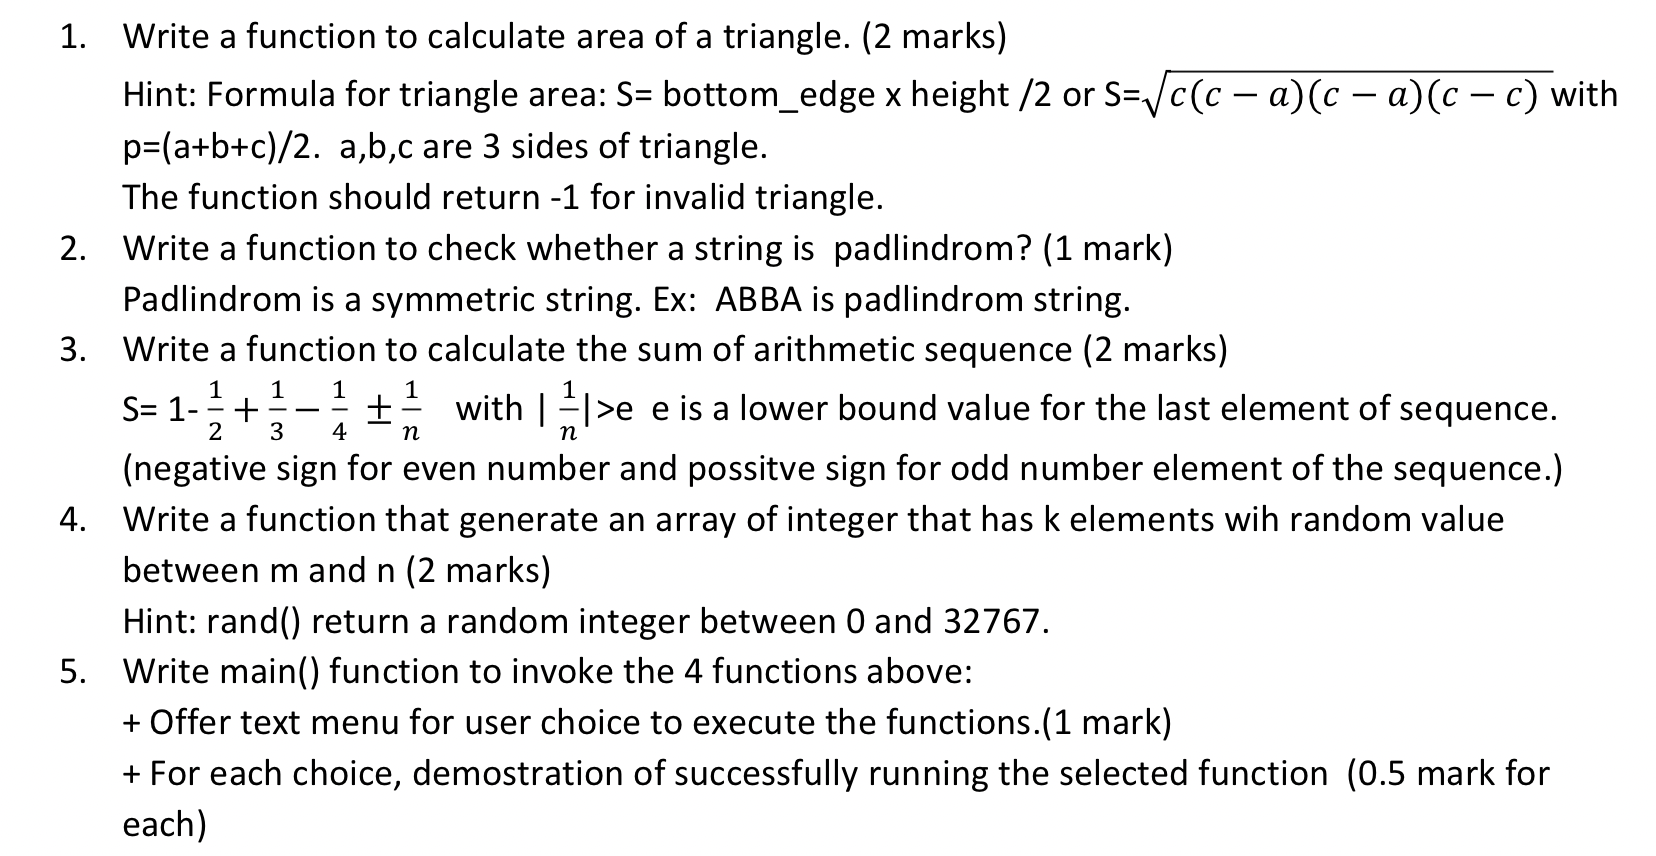 1. Write a function to calculate area of a triangle. (2 marks)
Hint: Formula for triangle area: S= bottom_edge x height /2 or S=√c(c − a)(c − a)(c − c) with
p=(a+b+c)/2. a,b,c are 3 sides of triangle.
The function should return -1 for invalid triangle.
2. Write a function to check whether a string is padlindrom? (1 mark)
Padlindrom is a symmetric string. Ex: ABBA is padlindrom string.
3. Write a function to calculate the sum of arithmetic sequence (2 marks)
S= 1- 1/2 + 1/3 − 1/4 ± 1/n with | 1/n|>e e is a lower bound value for the last element of sequence.
(negative sign for even number and possitve sign for odd number element of the sequence.)
4. Write a function that generate an array of integer that has k elements wih random value
between m and n (2 marks)
Hint: rand() return a random integer between 0 and 32767.
5. Write main() function to invoke the 4 functions above:
+ Offer text menu for user choice to execute the functions.(1 mark)
+ For each choice, demostration of successfully running the selected function (0.5 mark for
each)